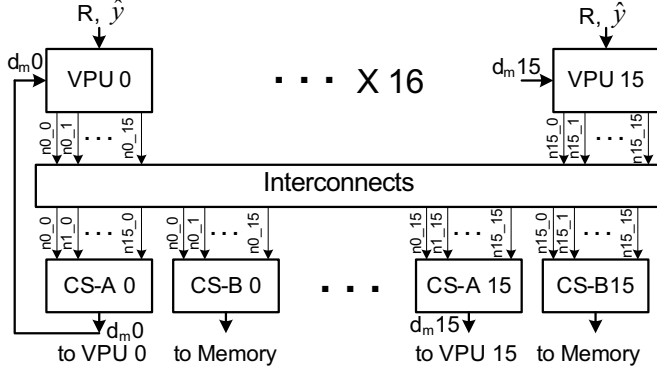 R, ŷ R, ŷ
d_m0 VPU 0 · · · X 16 d_m15 VPU 15
n0_0 n0_1 · · · n0_15 n15_0 n15_1 · · · n15_15
Interconnects
n0_0 n1_0 · · · n15_0 n0_0 n0_1 · · · n0_15 n0_15 n1_15 · · · n15_15 n15_0 n15_1 · · · n15_15
CS-A 0 CS-B 0 · · · CS-A 15 CS-B15
d_m0 d_m15
to VPU 0 to Memory to VPU 15 to Memory